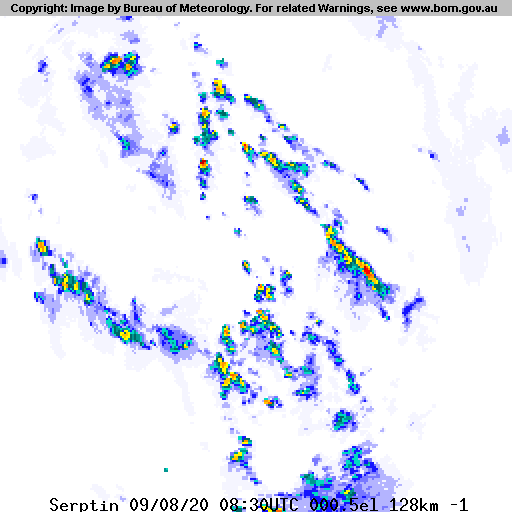 Copyright: Image by Bureau of Meteorology. For related Warnings, see www.bom.gov.au
Serptin 09/08/20 08:30UTC 000.5el 128km -1